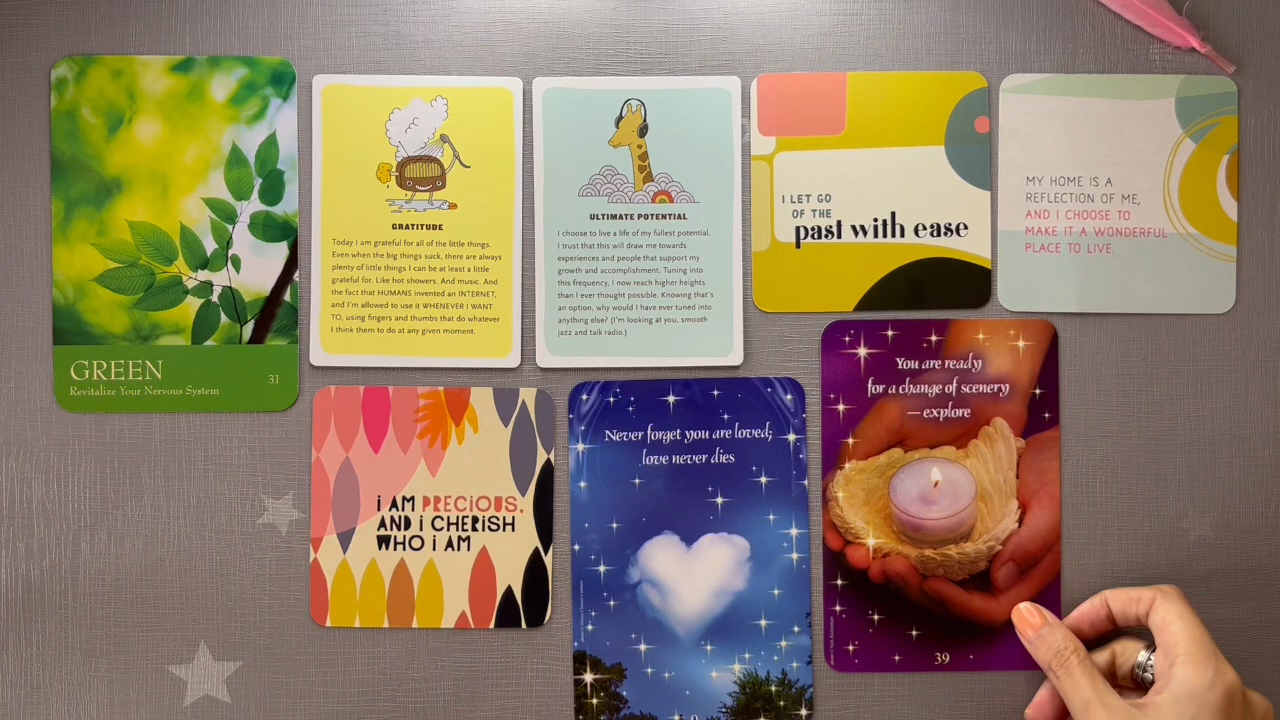 GREEN
Revitalize Your Nervous System
31
GRATITUDE
Today I am grateful for all of the little things.
Even when the big things suck, there are always
plenty of little things I can be at least a little
grateful for. Like hot showers. And music. And
the fact that HUMANS invented an INTERNET,
and I'm allowed to use it WHENEVER I WANT
TO, using fingers and thumbs that do whatever
I think them to do at any given moment.
ULTIMATE POTENTIAL
I choose to live a life of my fullest potential.
I trust that this will draw me towards
experiences and people that support my
growth and accomplishment. Tuning into
this frequency, I now reach higher heights
than I ever thought possible. Knowing that's
an option, why would I have ever tuned into
anything else? (I'm looking at you, smooth
jazz and talk radio.)
I LET GO
OF THE
past with ease
MY HOME IS A
REFLECTION OF ME,
AND I CHOOSE TO
MAKE IT A WONDERFUL
PLACE TO LIVE.
I AM PRECIOUS,
AND I CHERISH
WHO I AM
Never forget you are loved;
love never dies
You are ready
for a change of scenery
— explore
39